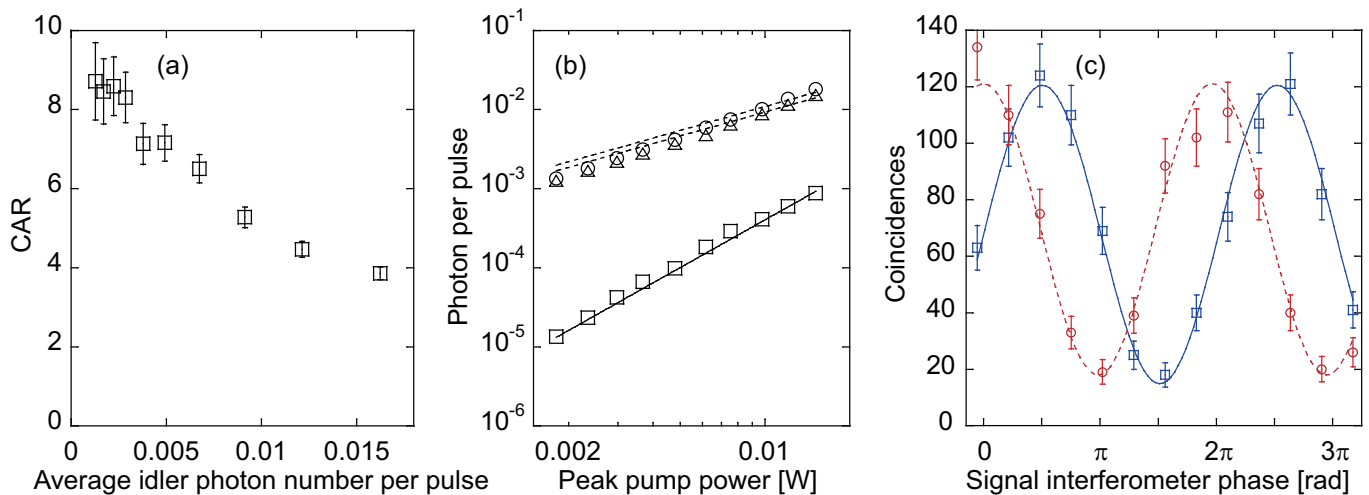 (a)
CAR
10
8
6
4
2
0
0
0.005
0.01
0.015
Average idler photon number per pulse
(b)
Photon per pulse
10-1
10-2
10-3
10-4
10-5
10-6
0.002
0.01
Peak pump power [W]
(c)
Coincidences
140
120
100
80
60
40
20
0
0
π
2π
3π
Signal interferometer phase [rad]